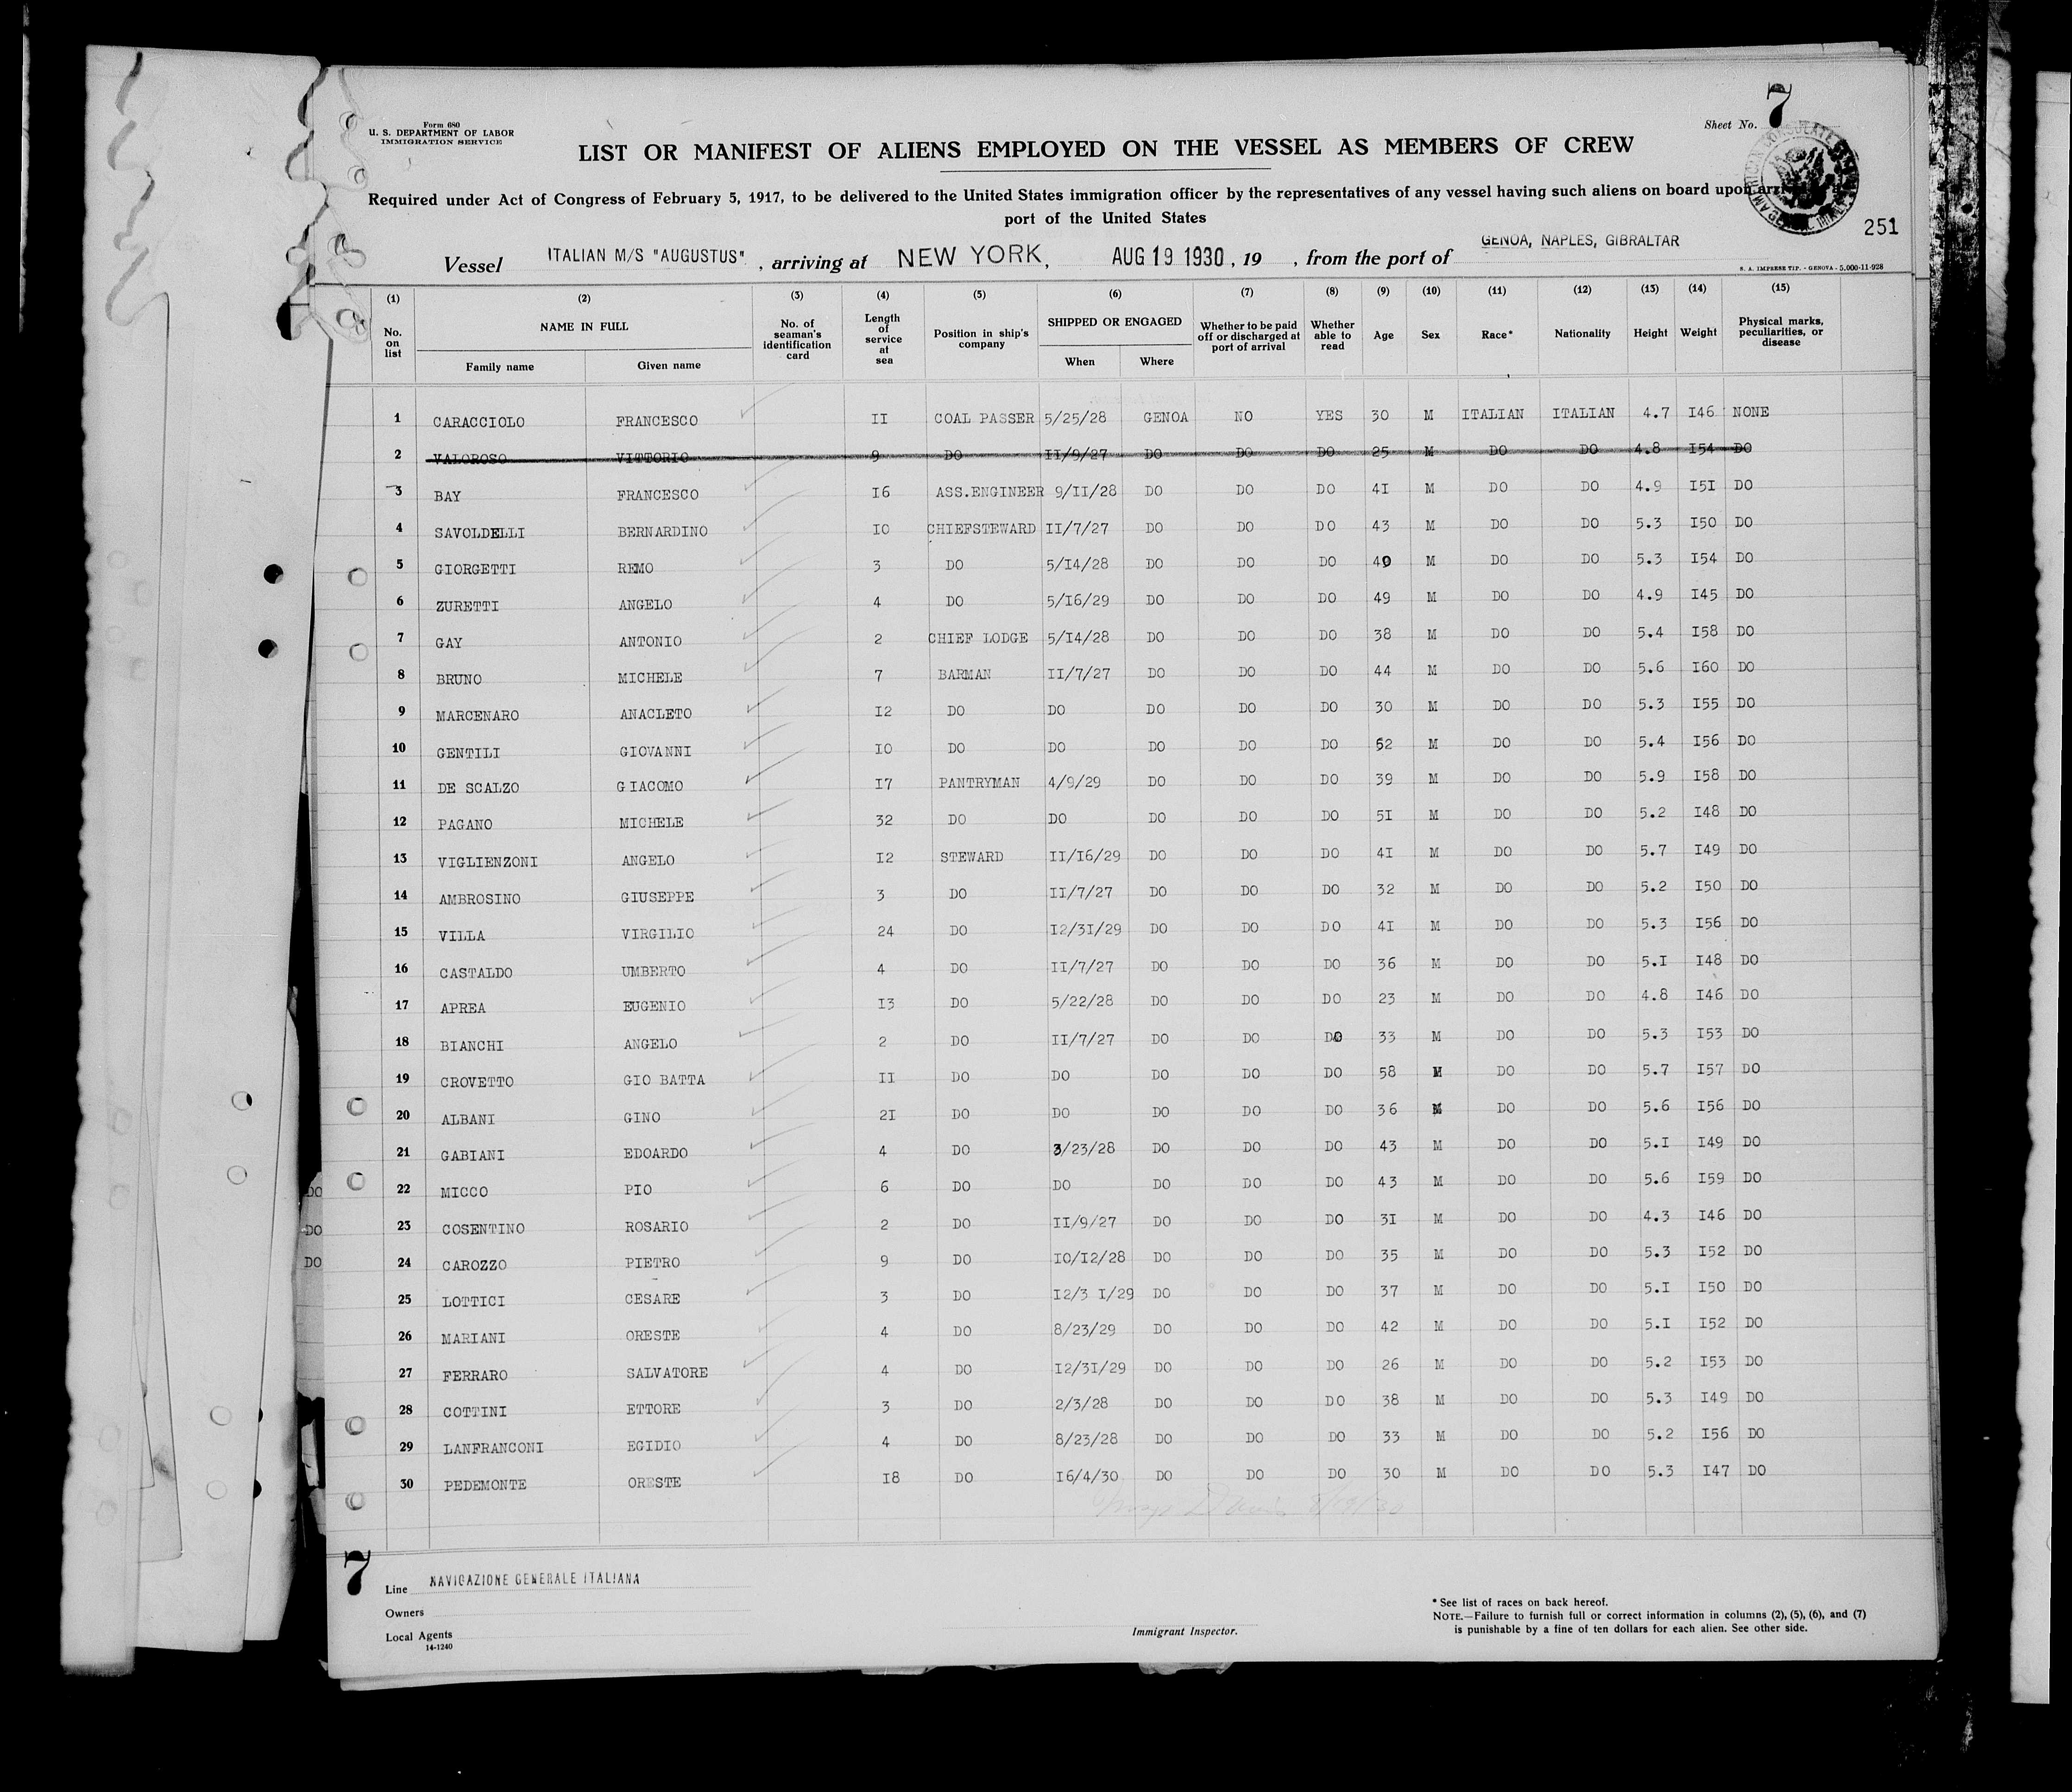 Form 680
U. S. DEPARTMENT OF LABOR
IMMIGRATION SERVICE
Sheet No. 7
LIST OR MANIFEST OF ALIENS EMPLOYED ON THE VESSEL AS MEMBERS OF CREW
Required under Act of Congress of February 5, 1917, to be delivered to the United States immigration officer by the representatives of any vessel having such aliens on board upon
port of the United States
251
Vessel ITALIAN M/S "AUGUSTUS" , arriving at NEW YORK, AUG 19 1930 , 19 , from the port of GENOA, NAPLES, GIBRALTAR
S. A. IMPRESE TIP. - GENOVA - 5.000-11-928
(1) (2) (3) (4) (5) (6) (7) (8) (9) (10) (11) (12) (13) (14) (15)
No. on list NAME IN FULL No. of seaman's identification card Length of service at sea Position in ship's company SHIPPED OR ENGAGED Whether to be paid off or discharged at port of arrival Whether able to read Age Sex Race* Nationality Height Weight Physical marks, peculiarities, or disease
Family name Given name When Where
1 CARACCIOLO FRANCESCO II COAL PASSER 5/25/28 GENOA NO YES 30 M ITALIAN ITALIAN 4.7 I46 NONE
2 VALOROSO VITTORIO 9 DO II/9/27 DO DO DO 25 M DO DO 4.8 I54 DO
3 BAY FRANCESCO I6 ASS.ENGINEER 9/II/28 DO DO DO 4I M DO DO 4.9 I5I DO
4 SAVOLDELLI BERNARDINO IO CHIEFSTEWARD II/7/27 DO DO DO 43 M DO DO 5.3 I50 DO
5 GIORGETTI REMO 3 DO 5/I4/28 DO DO DO 49 M DO DO 5.3 I54 DO
6 ZURETTI ANGELO 4 DO 5/I6/29 DO DO DO 49 M DO DO 4.9 I45 DO
7 GAY ANTONIO 2 CHIEF LODGE 5/I4/28 DO DO DO 38 M DO DO 5.4 I58 DO
8 BRUNO MICHELE 7 BARMAN II/7/27 DO DO DO 44 M DO DO 5.6 I60 DO
9 MARCENARO ANACLETO I2 DO DO DO DO DO 30 M DO DO 5.3 I55 DO
10 GENTILI GIOVANNI IO DO DO DO DO DO 52 M DO DO 5.4 I56 DO
11 DE SCALZO GIACOMO I7 PANTRYMAN 4/9/29 DO DO DO 39 M DO DO 5.9 I58 DO
12 PAGANO MICHELE 32 DO DO DO DO DO 5I M DO DO 5.2 I48 DO
13 VIGLIENZONI ANGELO I2 STEWARD II/I6/29 DO DO DO 4I M DO DO 5.7 I49 DO
14 AMBROSINO GIUSEPPE 3 DO II/7/27 DO DO DO 32 M DO DO 5.2 I50 DO
15 VILLA VIRGILIO 24 DO I2/3I/29 DO DO DO 4I M DO DO 5.3 I56 DO
16 CASTALDO UMBERTO 4 DO II/7/27 DO DO DO 36 M DO DO 5.I I48 DO
17 APREA EUGENIO I3 DO 5/22/28 DO DO DO 23 M DO DO 4.8 I46 DO
18 BIANCHI ANGELO 2 DO II/7/27 DO DO DO 33 M DO DO 5.3 I53 DO
19 CROVETTO GIO BATTA II DO DO DO DO DO 58 M DO DO 5.7 I57 DO
20 ALBANI GINO 2I DO DO DO DO DO 36 M DO DO 5.6 I56 DO
21 GABIANI EDOARDO 4 DO 3/23/28 DO DO DO 43 M DO DO 5.I I49 DO
DO 22 MICCO PIO 6 DO DO DO DO DO 43 M DO DO 5.6 I59 DO
DO 23 COSENTINO ROSARIO 2 DO II/9/27 DO DO DO 3I M DO DO 4.3 I46 DO
DO 24 CAROZZO PIETRO 9 DO IO/I2/28 DO DO DO 35 M DO DO 5.3 I52 DO
25 LOTTICI CESARE 3 DO I2/3 I/29 DO DO DO 37 M DO DO 5.I I50 DO
26 MARIANI ORESTE 4 DO 8/23/29 DO DO DO 42 M DO DO 5.I I52 DO
27 FERRARO SALVATORE 4 DO I2/3I/29 DO DO DO 26 M DO DO 5.2 I53 DO
28 COTTINI ETTORE 3 DO 2/3/28 DO DO DO 38 M DO DO 5.3 I49 DO
29 LANFRANCONI EGIDIO 4 DO 8/23/28 DO DO DO 33 M DO DO 5.2 I56 DO
30 PEDEMONTE ORESTE I8 DO I6/4/30 DO DO DO 30 M DO DO 5.3 I47 DO
7
Line NAVIGAZIONE GENERALE ITALIANA
Owners
Local Agents
14-1240
Immigrant Inspector.
* See list of races on back hereof.
NOTE.—Failure to furnish full or correct information in columns (2), (5), (6), and (7)
is punishable by a fine of ten dollars for each alien. See other side.